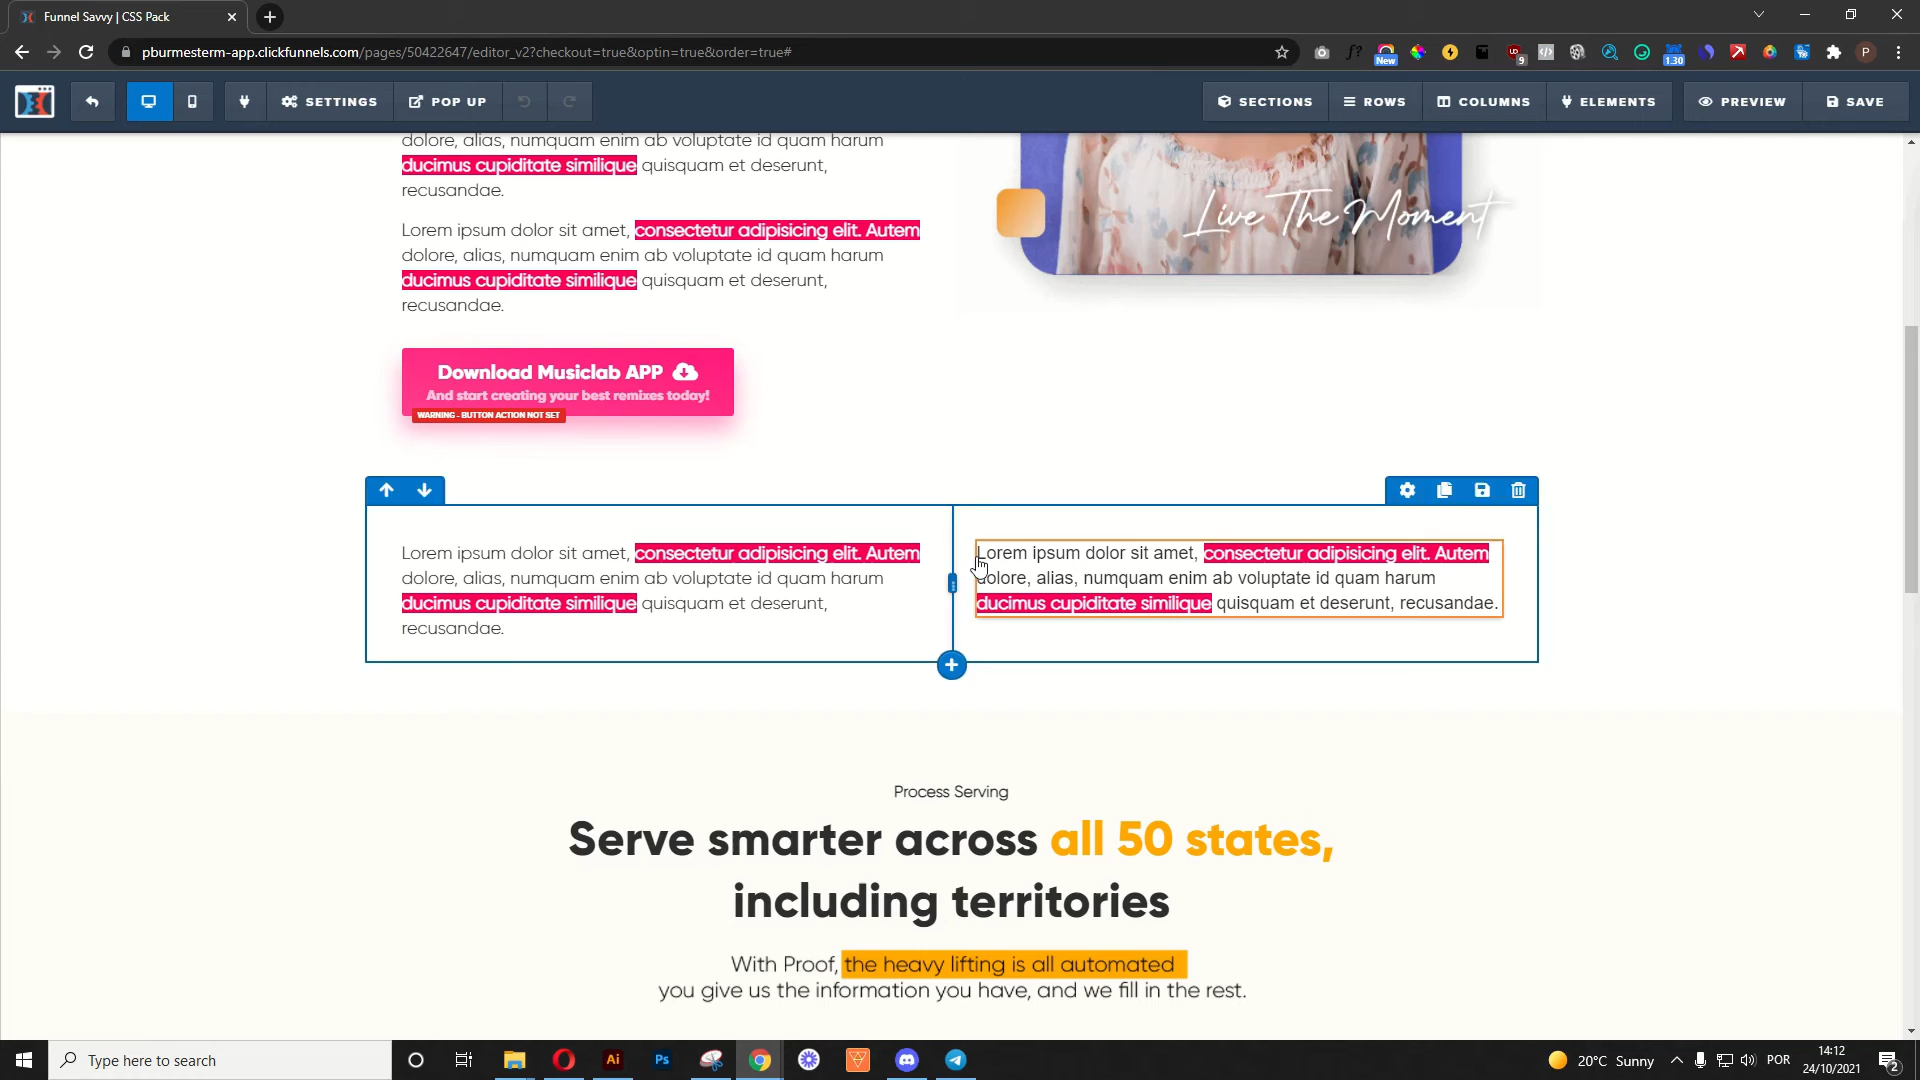 Funnel Savvy | CSS Pack
pburmesterm-app.clickfunnels.com/pages/50422647/editor_v2?checkout=true&optin=true&order=true#
New
9
1.30
P
SETTINGS
POP UP
SECTIONS
ROWS
COLUMNS
ELEMENTS
PREVIEW
SAVE
dolore, alias, numquam enim ab voluptate id quam harum
ducimus cupiditate similique quisquam et deserunt,
recusandae.
Lorem ipsum dolor sit amet, consectetur adipisicing elit. Autem
dolore, alias, numquam enim ab voluptate id quam harum
ducimus cupiditate similique quisquam et deserunt,
recusandae.
Live The Moment
Download Musiclab APP
And start creating your best remixes today!
WARNING - BUTTON ACTION NOT SET
Lorem ipsum dolor sit amet, consectetur adipisicing elit. Autem
dolore, alias, numquam enim ab voluptate id quam harum
ducimus cupiditate similique quisquam et deserunt,
recusandae.
Lorem ipsum dolor sit amet, consectetur adipisicing elit. Autem
dolore, alias, numquam enim ab voluptate id quam harum
ducimus cupiditate similique quisquam et deserunt, recusandae.
Process Serving
Serve smarter across all 50 states,
including territories
With Proof, the heavy lifting is all automated
you give us the information you have, and we fill in the rest.
Type here to search
Ai
Ps
20°C Sunny
POR
14:12
24/10/2021
2